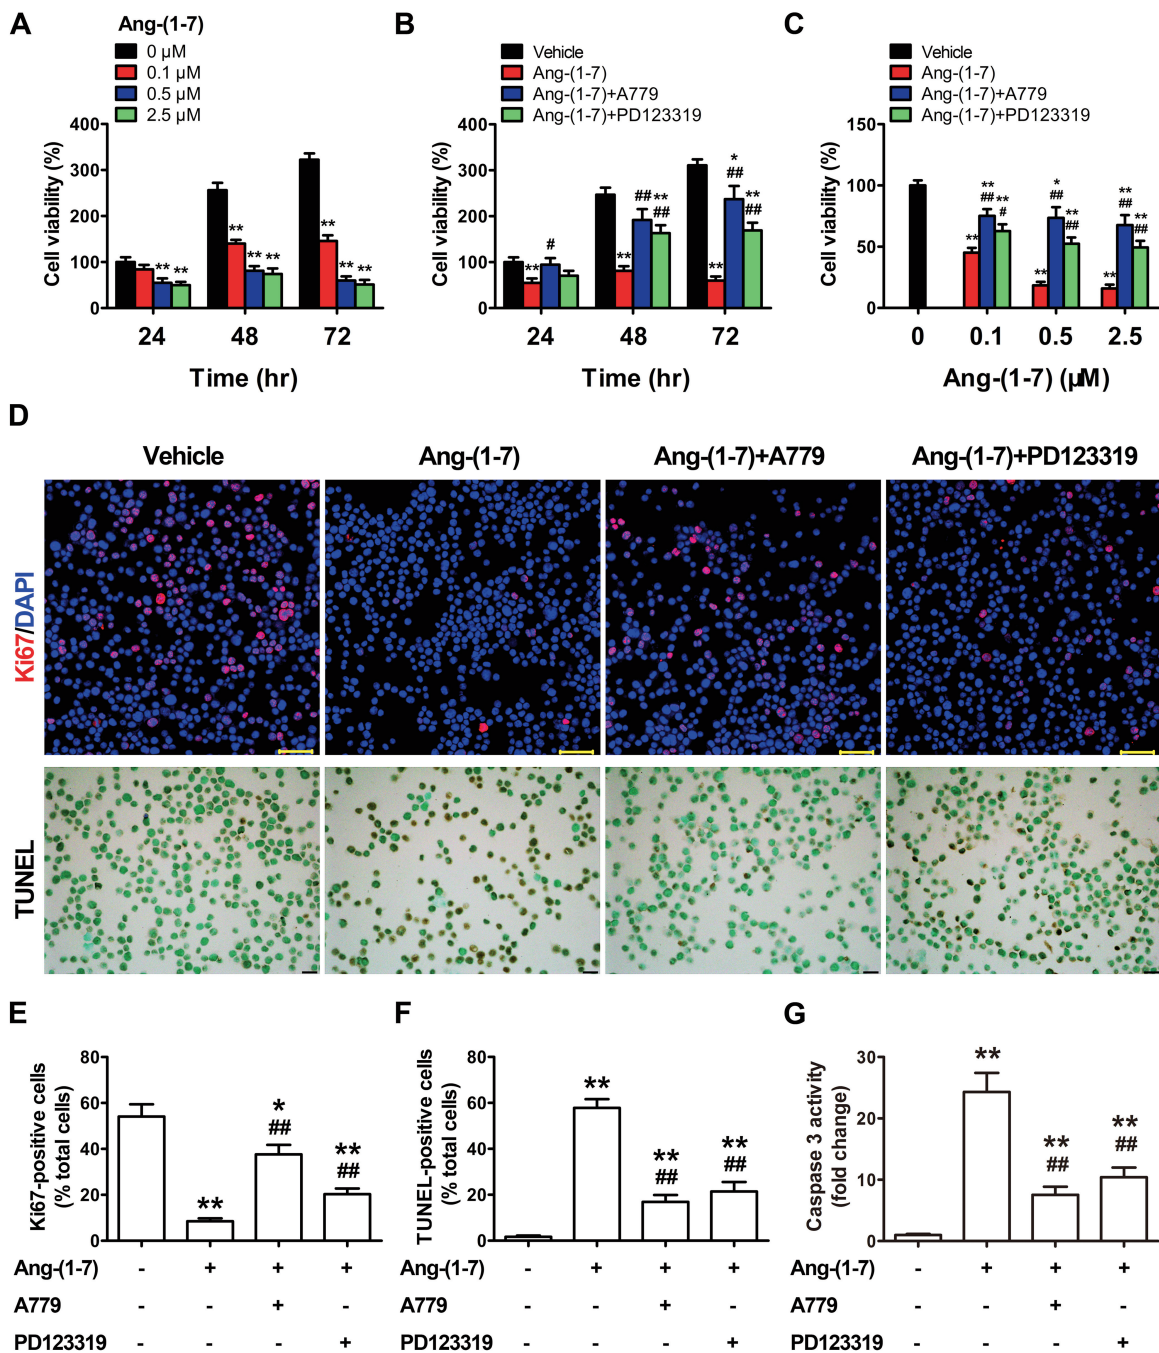 A
Ang-(1-7)
0 µM
0.1 µM
0.5 µM
2.5 µM
Cell viability (%)
400
300
200
100
0
** **
** ** **
** ** **
24 48 72
Time (hr)
B
Vehicle
Ang-(1-7)
Ang-(1-7)+A779
Ang-(1-7)+PD123319
Cell viability (%)
400
300
200
100
0
** #
** ## ** ##
** * ## ** ##
24 48 72
Time (hr)
C
Vehicle
Ang-(1-7)
Ang-(1-7)+A779
Ang-(1-7)+PD123319
Cell viability (%)
150
100
50
0
** ** ## ** #
** * ## ** ##
** ** ## ** ##
0 0.1 0.5 2.5
Ang-(1-7) (µM)
D
Vehicle Ang-(1-7) Ang-(1-7)+A779 Ang-(1-7)+PD123319
Ki67/DAPI
TUNEL
E
Ki67-positive cells
(% total cells)
80
60
40
20
0
** * ## ** ##
Ang-(1-7) - + + +
A779 - - + -
PD123319 - - - +
F
TUNEL-positive cells
(% total cells)
80
60
40
20
0
** ** ## ** ##
Ang-(1-7) - + + +
A779 - - + -
PD123319 - - - +
G
Caspase 3 activity
(fold change)
30
20
10
0
** ** ## ** ##
Ang-(1-7) - + + +
A779 - - + -
PD123319 - - - +